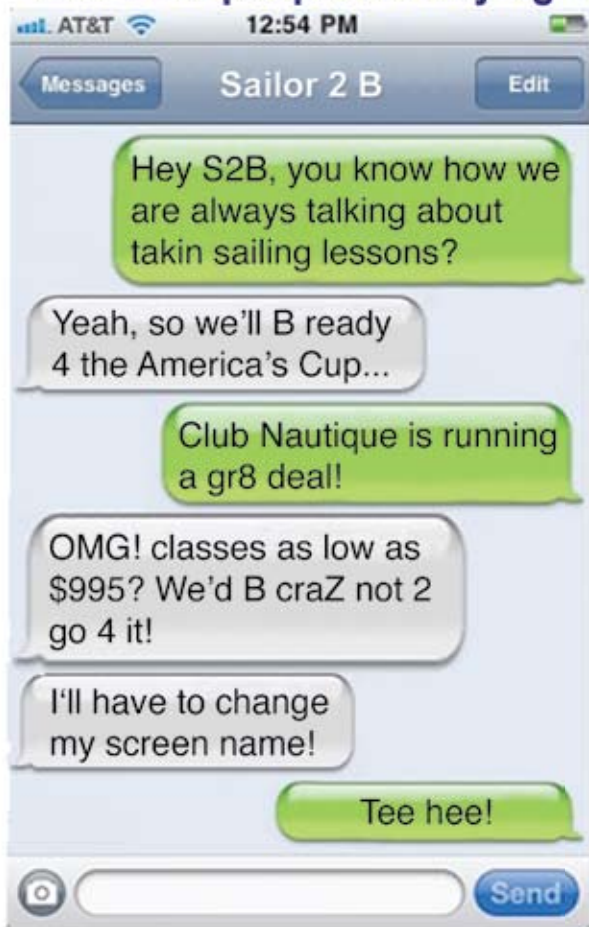 AT&T 12:54 PM
Messages Sailor 2 B Edit
Hey S2B, you know how we
are always talking about
takin sailing lessons?
Yeah, so we'll B ready
4 the America's Cup...
Club Nautique is running
a gr8 deal!
OMG! classes as low as
$995? We'd B craZ not 2
go 4 it!
I'll have to change
my screen name!
Tee hee!
Send